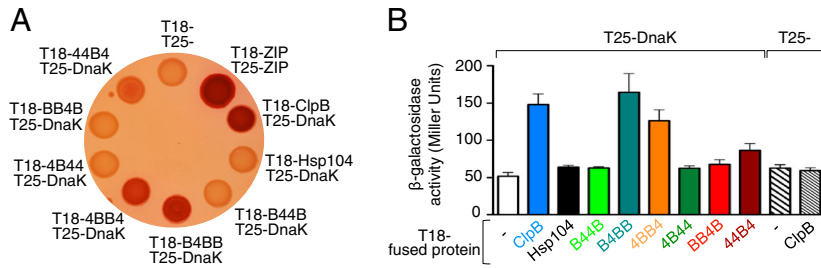 A
T18-
T25-
T18-ZIP
T25-ZIP
T18-ClpB
T25-DnaK
T18-Hsp104
T25-DnaK
T18-B44B
T25-DnaK
T18-B4BB
T25-DnaK
T18-4BB4
T25-DnaK
T18-4B44
T25-DnaK
T18-BB4B
T25-DnaK
T18-44B4
T25-DnaK
B
T25-DnaK
T25-
β-galactosidase
activity (Miller Units)
200
150
100
50
0
T18-
fused protein
-
ClpB
Hsp104
B44B
B4BB
4BB4
4B44
BB4B
44B4
-
ClpB